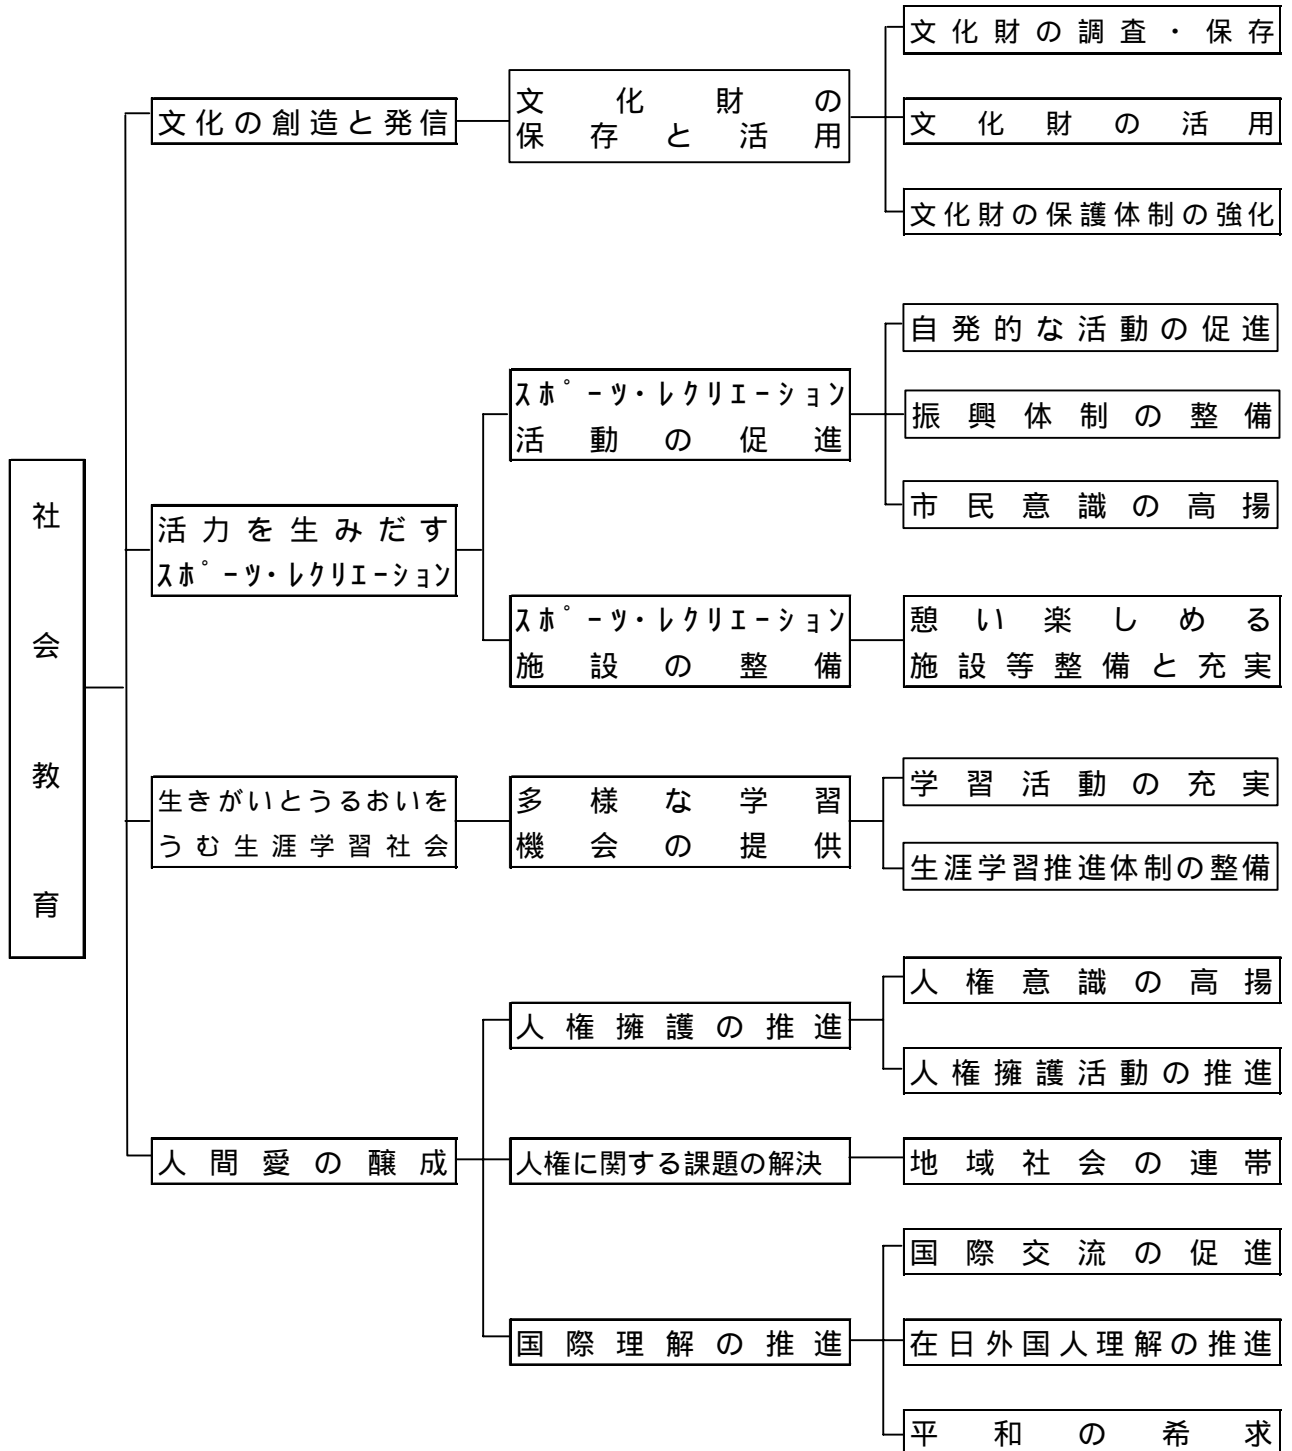 社会教育
文化の創造と発信
文化財の
保存と活用
文化財の調査・保存
文化財の活用
文化財の保護体制の強化
活力を生みだす
ｽﾎﾟｰﾂ・ﾚｸﾘｴｰｼｮﾝ
ｽﾎﾟｰﾂ・ﾚｸﾘｴｰｼｮﾝ
活動の促進
自発的な活動の促進
振興体制の整備
市民意識の高揚
ｽﾎﾟｰﾂ・ﾚｸﾘｴｰｼｮﾝ
施設の整備
憩い楽しめる
施設等整備と充実
生きがいとうるおいを
うむ生涯学習社会
多様な学習
機会の提供
学習活動の充実
生涯学習推進体制の整備
人間愛の醸成
人権擁護の推進
人権意識の高揚
人権擁護活動の推進
人権に関する課題の解決
地域社会の連帯
国際理解の推進
国際交流の促進
在日外国人理解の推進
平和の希求